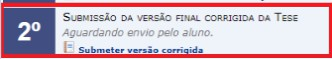 2º
Submissão da versão final corrigida da Tese
Aguardando envio pelo aluno.
Submeter versão corrigida